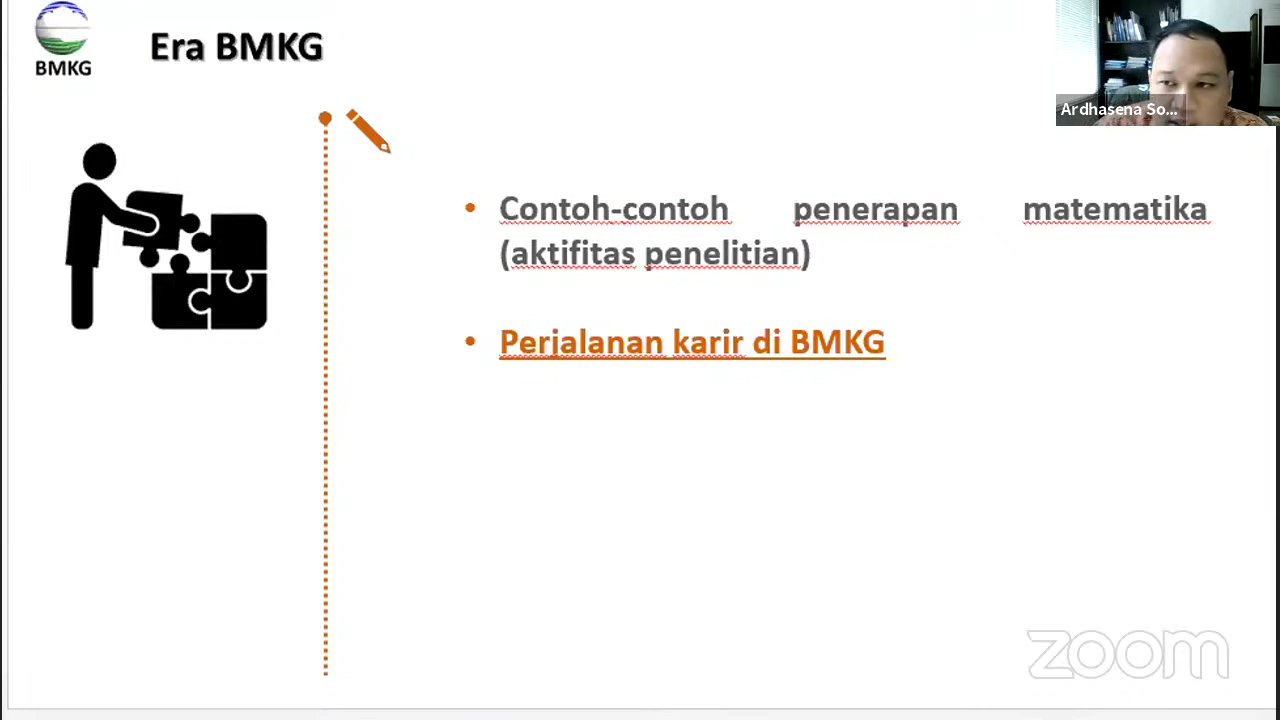 BMKG
Era BMKG
Ardhasena So...
• Contoh-contoh penerapan matematika
(aktifitas penelitian)
• Perjalanan karir di BMKG
zoom